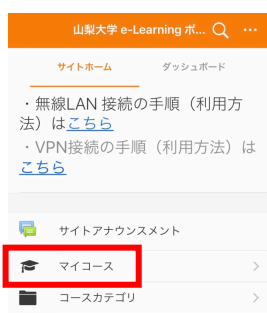 山梨大学 e-Learning ポ... ...
サイトホーム ダッシュボード
・無線LAN 接続の手順（利用方
法）はこちら
・VPN接続の手順（利用方法）は
こちら
サイトアナウンスメント
マイコース
コースカテゴリ